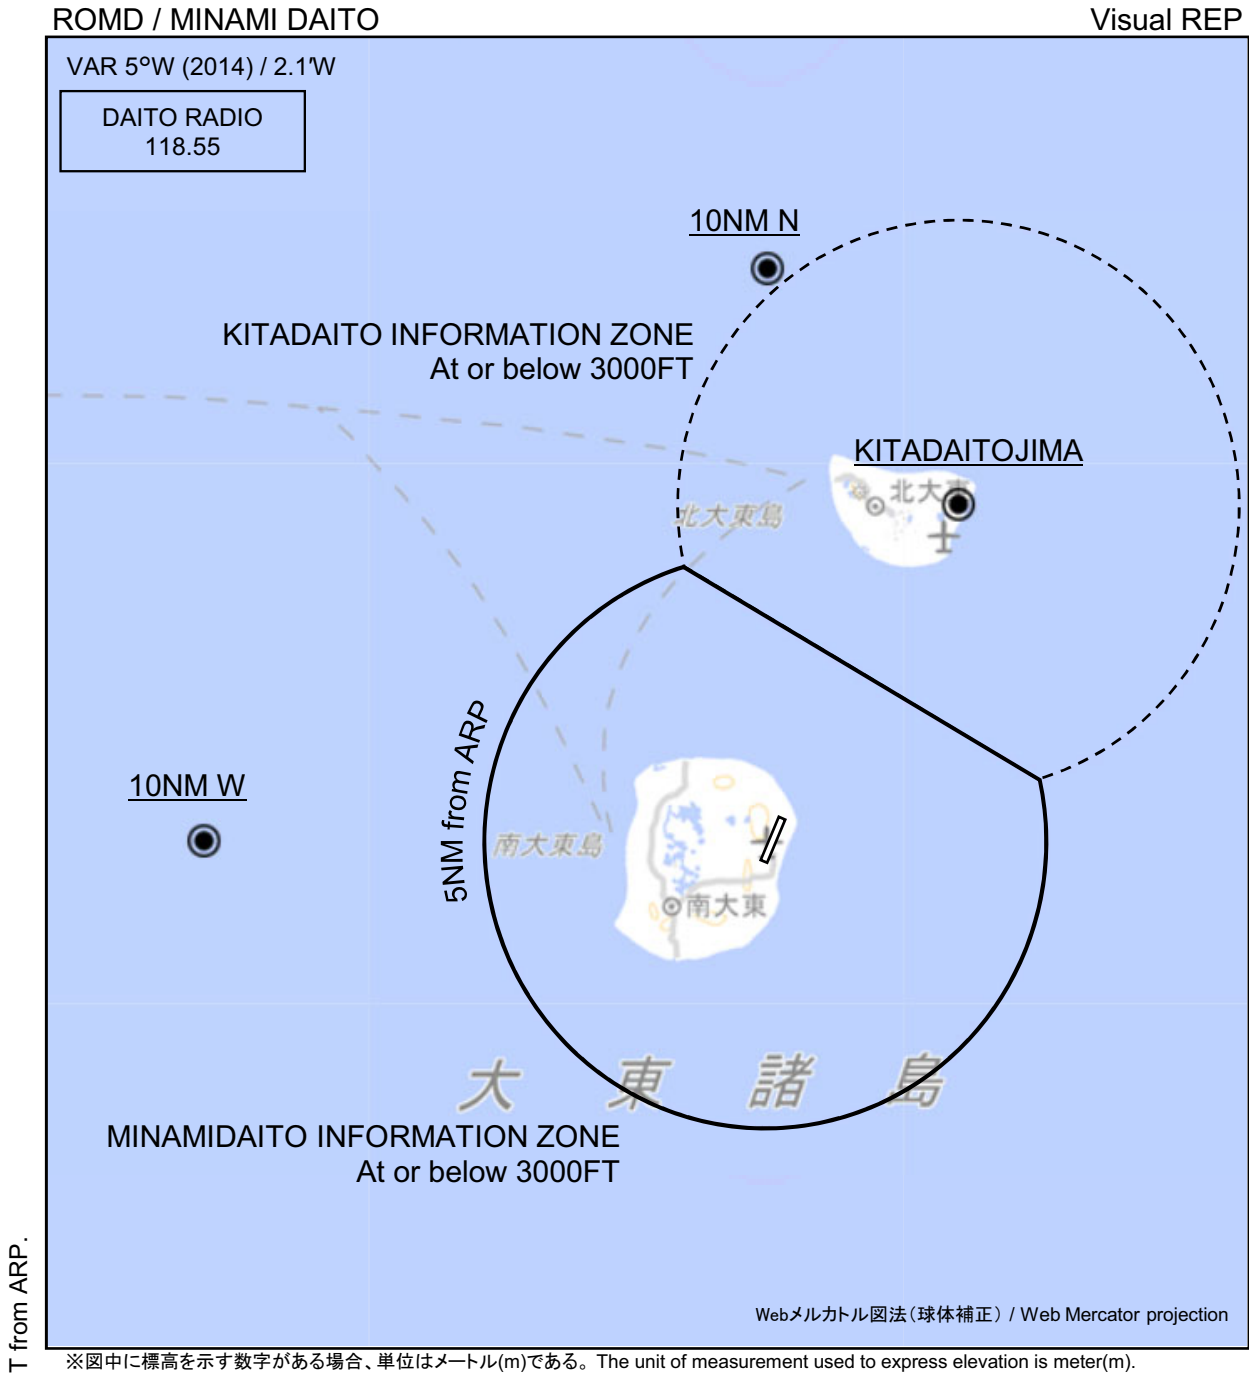 ROMD / MINAMI DAITO
Visual REP
VAR 5°W (2014) / 2.1'W
DAITO RADIO
118.55
10NM N
KITADAITO INFORMATION ZONE
At or below 3000FT
KITADAITOJIMA
北大東
北大東島
5NM from ARP
10NM W
南大東島
南大東
大東諸島
MINAMIDAITO INFORMATION ZONE
At or below 3000FT
T from ARP.
Webメルカトル図法(球体補正) / Web Mercator projection
※図中に標高を示す数字がある場合、単位はメートル(m)である。 The unit of measurement used to express elevation is meter(m).